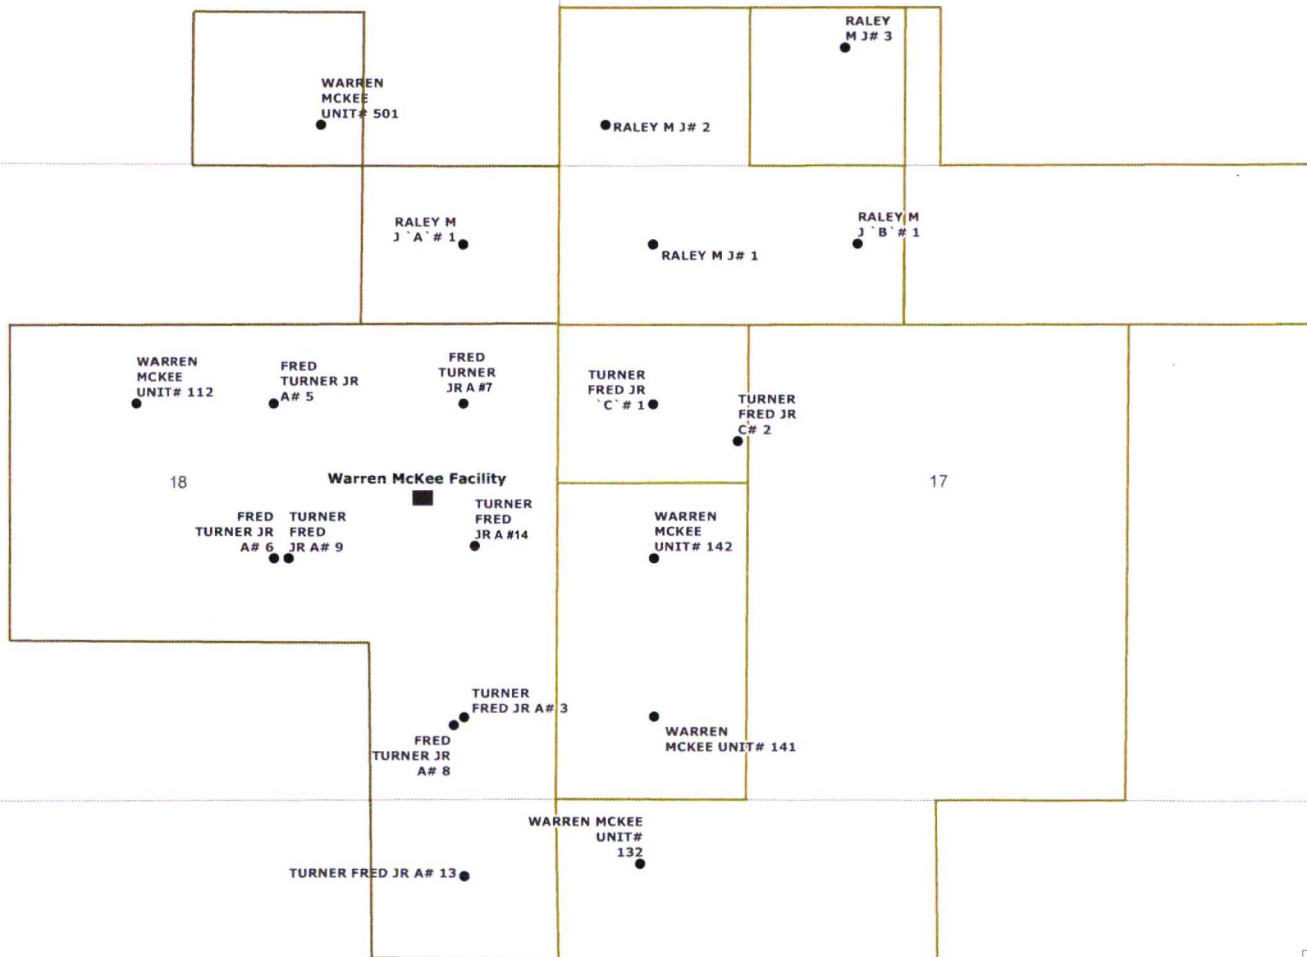 RALEY
M J# 3
WARREN
MCKEE
UNIT# 501
RALEY M J# 2
RALEY M
J `A`# 1
RALEY M J# 1
RALEY M
J `B`# 1
WARREN
MCKEE
UNIT# 112
FRED
TURNER JR
A# 5
FRED
TURNER
JR A #7
TURNER
FRED JR
`C`# 1
TURNER
FRED JR
C# 2
18
Warren McKee Facility
17
FRED
TURNER JR
A# 6
TURNER
FRED
JR A# 9
TURNER
FRED
JR A #14
WARREN
MCKEE
UNIT# 142
TURNER
FRED JR A# 3
FRED
TURNER JR
A# 8
WARREN
MCKEE UNIT# 141
WARREN MCKEE
UNIT#
132
TURNER FRED JR A# 13